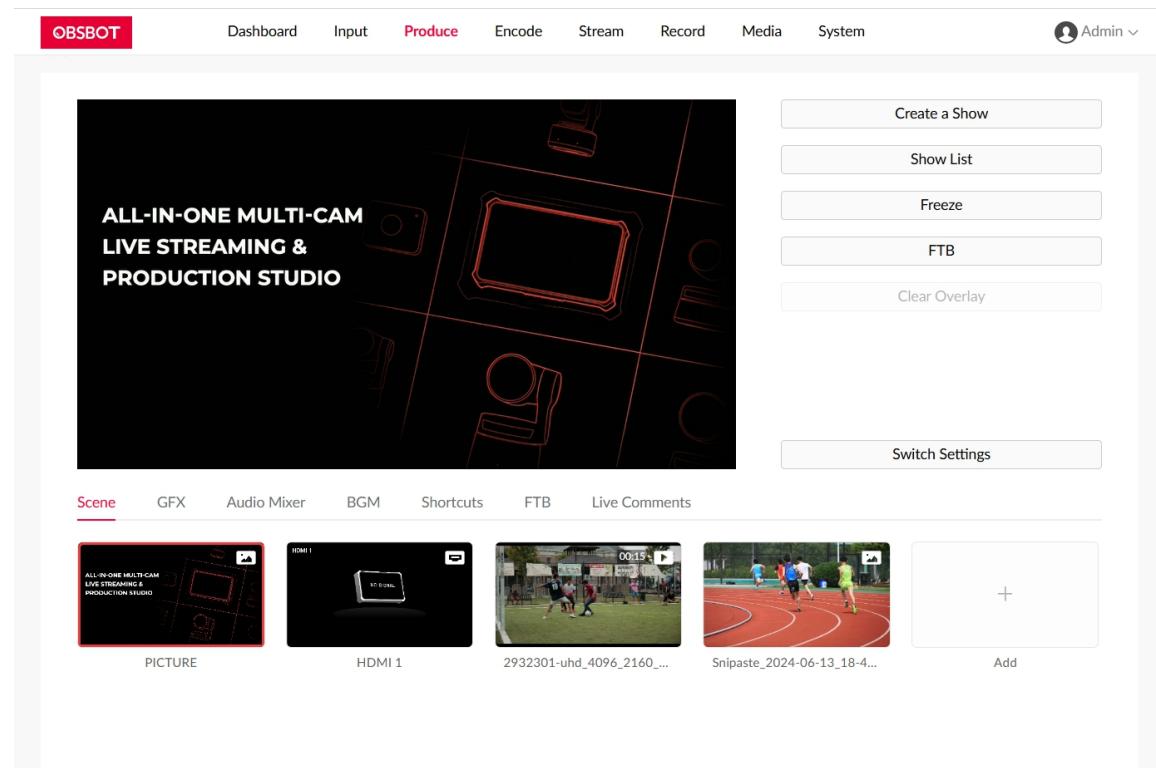 OBSBOT
Dashboard
Input
Produce
Encode
Stream
Record
Media
System
Admin
ALL-IN-ONE MULTI-CAM
LIVE STREAMING &
PRODUCTION STUDIO
Create a Show
Show List
Freeze
FTB
Clear Overlay
Switch Settings
Scene
GFX
Audio Mixer
BGM
Shortcuts
FTB
Live Comments
ALL-IN-ONE MULTI-CAM
LIVE STREAMING &
PRODUCTION STUDIO
HDMI 1
NO SIGNAL
00:15
PICTURE
HDMI 1
2932301-uhd_4096_2160_...
Snipaste_2024-06-13_18-4...
Add